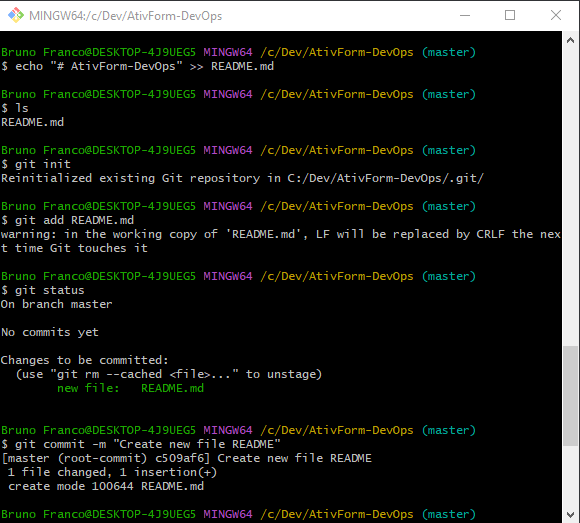 MINGW64:/c/Dev/AtivForm-DevOps
Bruno Franco@DESKTOP-4J9UEG5 MINGW64 /c/Dev/AtivForm-DevOps (master)
$ echo "# AtivForm-DevOps" >> README.md
Bruno Franco@DESKTOP-4J9UEG5 MINGW64 /c/Dev/AtivForm-DevOps (master)
$ ls
README.md
Bruno Franco@DESKTOP-4J9UEG5 MINGW64 /c/Dev/AtivForm-DevOps (master)
$ git init
Reinitialized existing Git repository in C:/Dev/AtivForm-DevOps/.git/
Bruno Franco@DESKTOP-4J9UEG5 MINGW64 /c/Dev/AtivForm-DevOps (master)
$ git add README.md
warning: in the working copy of 'README.md', LF will be replaced by CRLF the nex
t time Git touches it
Bruno Franco@DESKTOP-4J9UEG5 MINGW64 /c/Dev/AtivForm-DevOps (master)
$ git status
On branch master
No commits yet
Changes to be committed:
  (use "git rm --cached <file>..." to unstage)
        new file:   README.md
Bruno Franco@DESKTOP-4J9UEG5 MINGW64 /c/Dev/AtivForm-DevOps (master)
$ git commit -m "Create new file README"
[master (root-commit) c509af6] Create new file README
 1 file changed, 1 insertion(+)
 create mode 100644 README.md
Bruno Franco@DESKTOP-4J9UEG5 MINGW64 /c/Dev/AtivForm-DevOps (master)